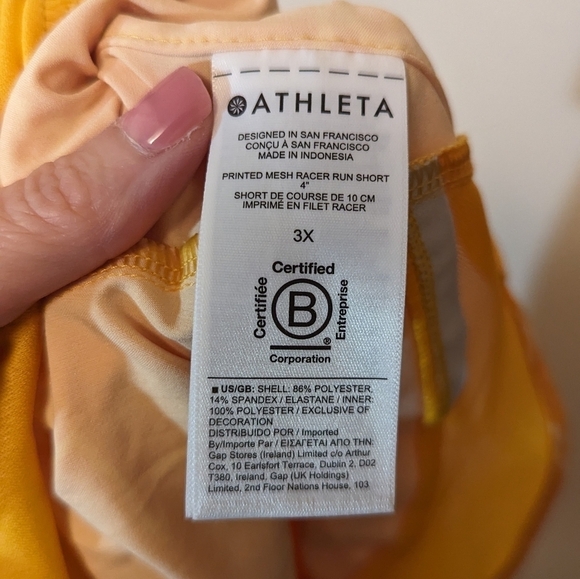 ATHLETA
DESIGNED IN SAN FRANCISCO
CONÇU À SAN FRANCISCO
MADE IN INDONESIA
PRINTED MESH RACER RUN SHORT
4"
SHORT DE COURSE DE 10 CM
IMPRIMÉ EN FILET RACER
3X
Certified
Certifiée
B
Entreprise
®
Corporation
■ US/GB: SHELL: 86% POLYESTER,
14% SPANDEX / ELASTANE / INNER:
100% POLYESTER / EXCLUSIVE OF
DECORATION
DISTRIBUIDO POR / Imported
By/Importe Par / ΕΙΣΑΓΕΤΑΙ ΑΠΟ ΤΗΝ:
Gap Stores (Ireland) Limited c/o Arthur
Cox, 10 Earlsfort Terrace, Dublin 2, D02
T380, Ireland, Gap (UK Holdings)
Limited, 2nd Floor Nations House, 103